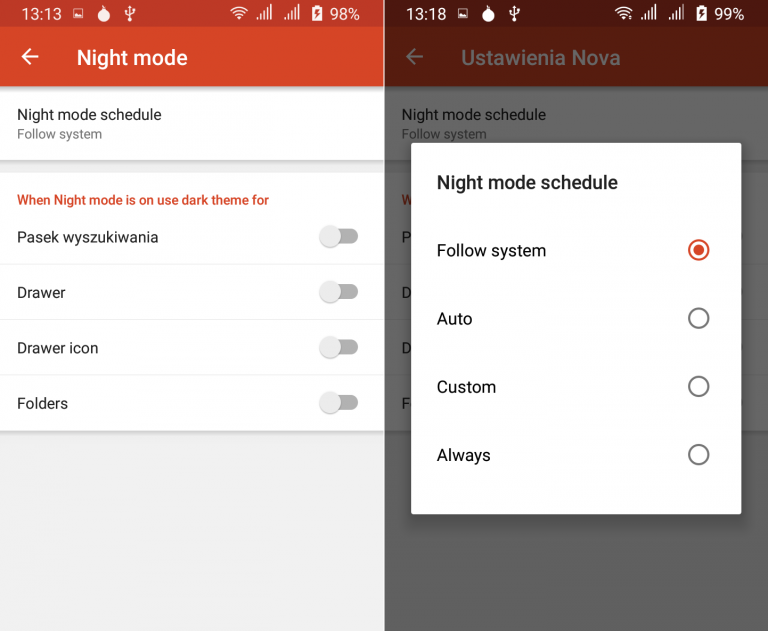 13:13 98%
Night mode
Night mode schedule
Follow system
When Night mode is on use dark theme for
Pasek wyszukiwania
Drawer
Drawer icon
Folders
13:18 99%
Ustawienia Nova
Night mode schedule
Follow system
W
P
D
D
F
Night mode schedule
Follow system
Auto
Custom
Always